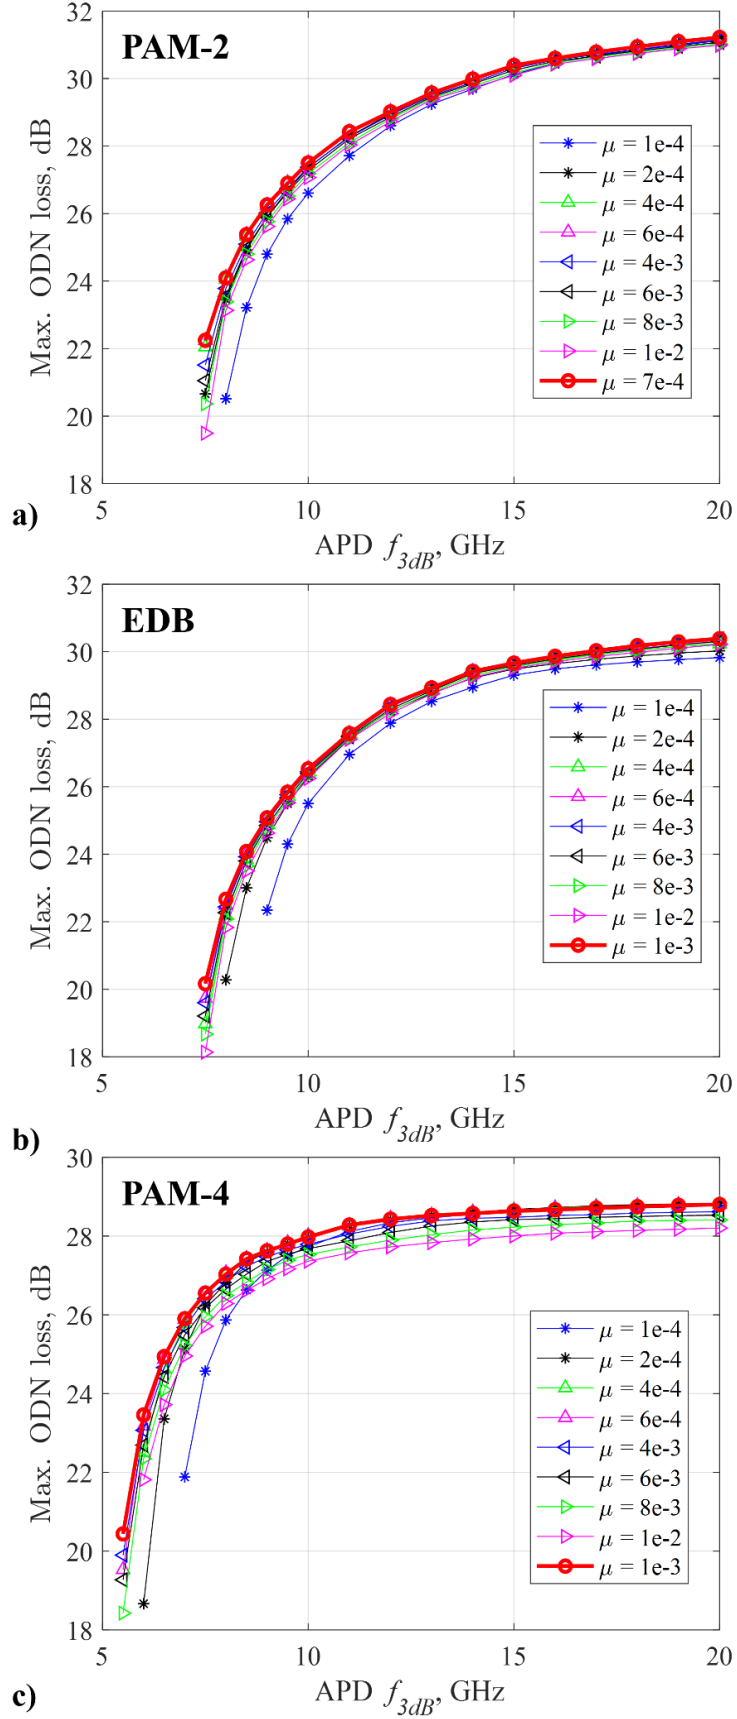 PAM-2
32
30
28
26
24
22
20
18
Max. ODN loss, dB
μ = 1e-4
μ = 2e-4
μ = 4e-4
μ = 6e-4
μ = 4e-3
μ = 6e-3
μ = 8e-3
μ = 1e-2
μ = 7e-4
5 10 15 20
a)
APD f3dB, GHz
EDB
32
30
28
26
24
22
20
18
Max. ODN loss, dB
μ = 1e-4
μ = 2e-4
μ = 4e-4
μ = 6e-4
μ = 4e-3
μ = 6e-3
μ = 8e-3
μ = 1e-2
μ = 1e-3
5 10 15 20
APD f3dB, GHz
b)
PAM-4
30
28
26
24
22
20
18
Max. ODN loss, dB
μ = 1e-4
μ = 2e-4
μ = 4e-4
μ = 6e-4
μ = 4e-3
μ = 6e-3
μ = 8e-3
μ = 1e-2
μ = 1e-3
5 10 15 20
APD f3dB, GHz
c)